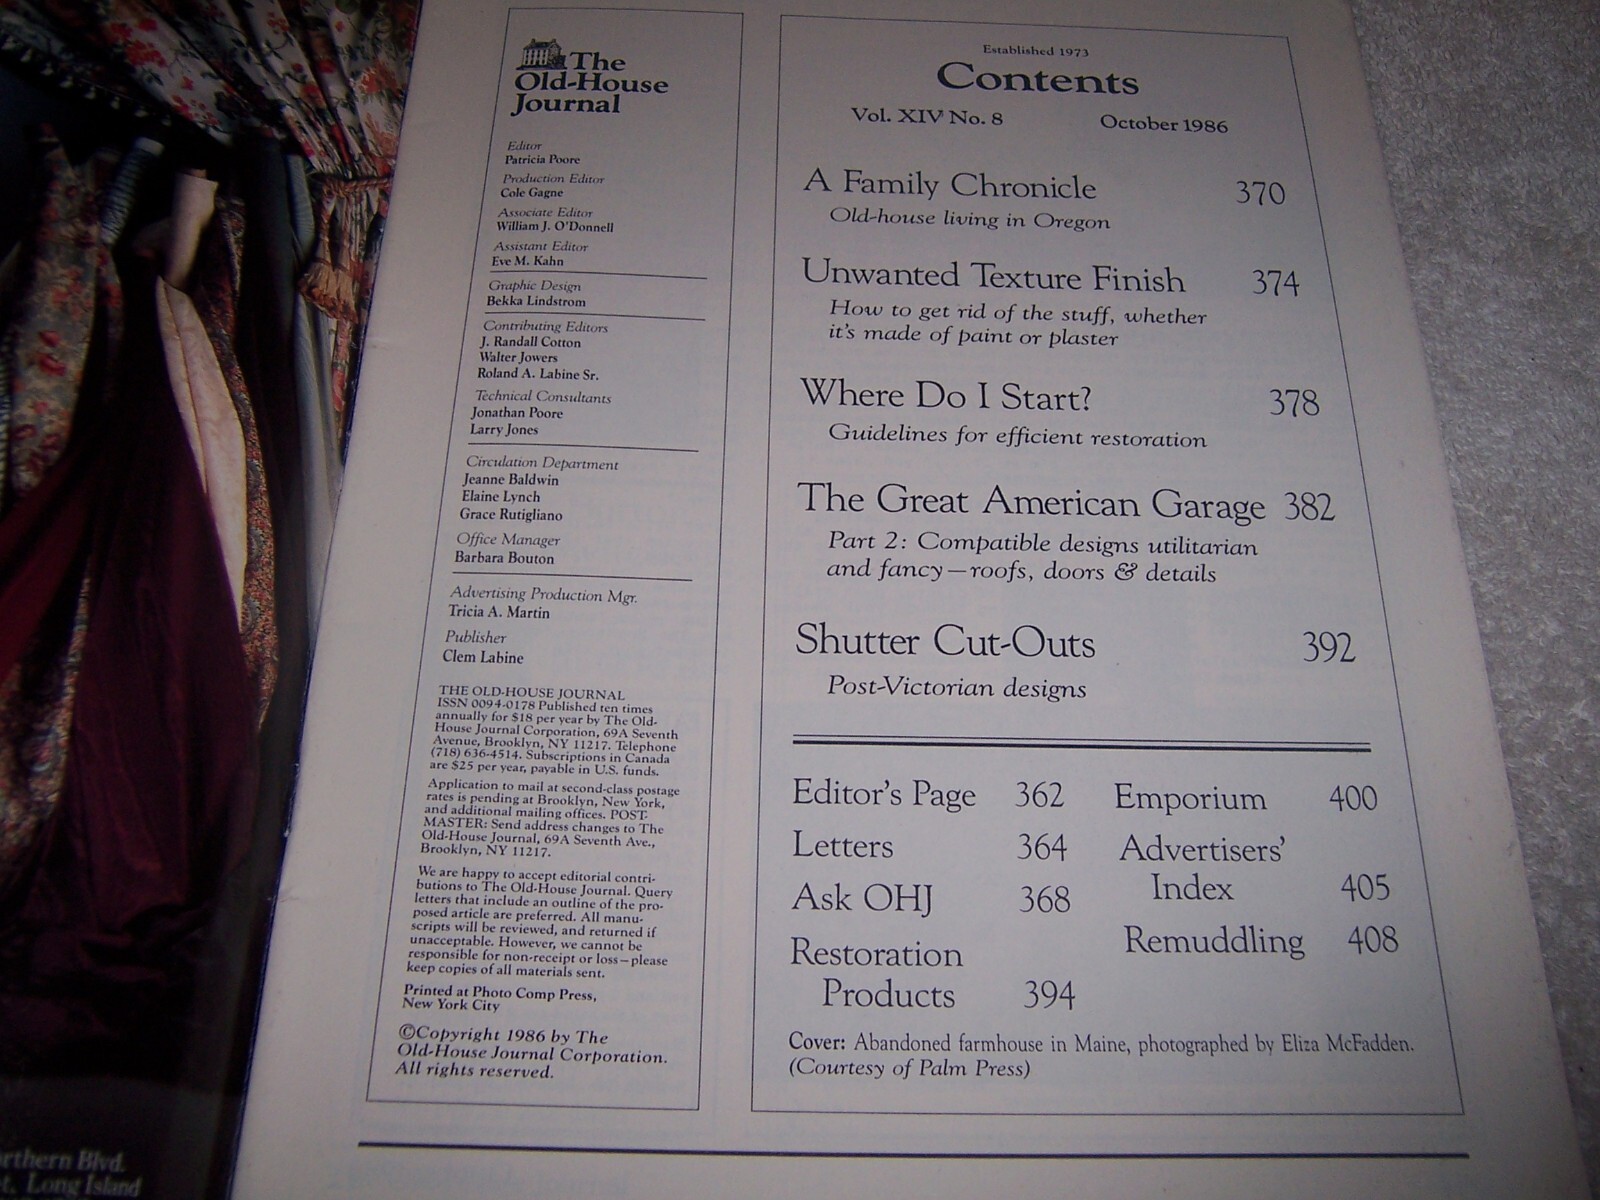 The
Old-House
Journal
Editor
Patricia Poore
Production Editor
Cole Gagne
Associate Editor
William J. O'Donnell
Assistant Editor
Eve M. Kahn
Graphic Design
Bekka Lindstrom
Contributing Editors
J. Randall Cotton
Walter Jowers
Roland A. Labine Sr.
Technical Consultants
Jonathan Poore
Larry Jones
Circulation Department
Jeanne Baldwin
Elaine Lynch
Grace Rutigliano
Office Manager
Barbara Bouton
Advertising Production Mgr.
Tricia A. Martin
Publisher
Clem Labine
THE OLD-HOUSE JOURNAL
ISSN 0094-0178 Published ten times
annually for $18 per year by The Old-
House Journal Corporation, 69A Seventh
Avenue, Brooklyn, NY 11217. Telephone
(718) 636-4514. Subscriptions in Canada
are $25 per year, payable in U.S. funds.
Application to mail at second-class postage
rates is pending at Brooklyn, New York,
and additional mailing offices. POST-
MASTER: Send address changes to The
Old-House Journal, 69A Seventh Ave.,
Brooklyn, NY 11217.
We are happy to accept editorial contri-
butions to The Old-House Journal. Query
letters that include an outline of the pro-
posed article are preferred. All manu-
scripts will be reviewed, and returned if
unacceptable. However, we cannot be
responsible for non-receipt or loss—please
keep copies of all materials sent.
Printed at Photo Comp Press,
New York City
©Copyright 1986 by The
Old-House Journal Corporation.
All rights reserved.
Established 1973
Contents
Vol. XIV No. 8 October 1986
A Family Chronicle 370
Old-house living in Oregon
Unwanted Texture Finish 374
How to get rid of the stuff, whether
it's made of paint or plaster
Where Do I Start? 378
Guidelines for efficient restoration
The Great American Garage 382
Part 2: Compatible designs utilitarian
and fancy—roofs, doors & details
Shutter Cut-Outs 392
Post-Victorian designs
Editor's Page 362
Letters 364
Ask OHJ 368
Restoration
Products 394
Emporium 400
Advertisers'
Index 405
Remuddling 408
Cover: Abandoned farmhouse in Maine, photographed by Eliza McFadden.
(Courtesy of Palm Press)
Blvd.
Long Island